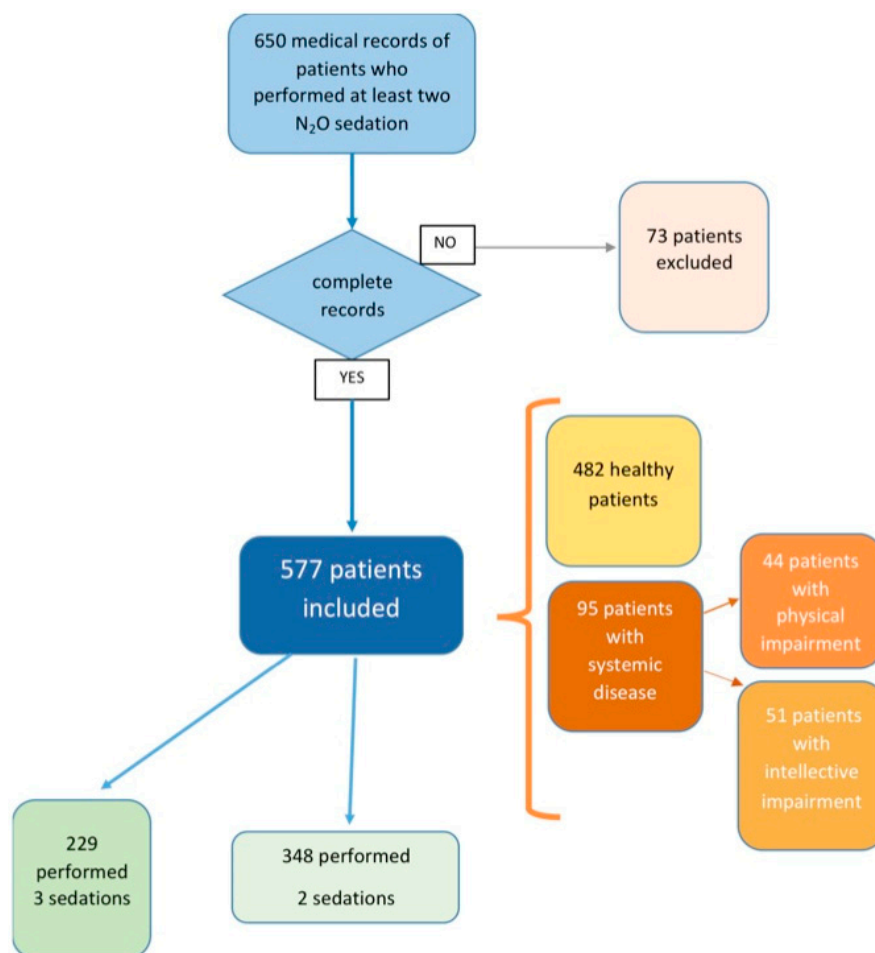 650 medical records of
patients who
performed at least two
N₂O sedation
NO
73 patients
excluded
complete
records
YES
482 healthy
patients
577 patients
included
95 patients
with
systemic
disease
44 patients
with
physical
impairment
51 patients
with
intellective
impairment
229
performed
3 sedations
348 performed
2 sedations